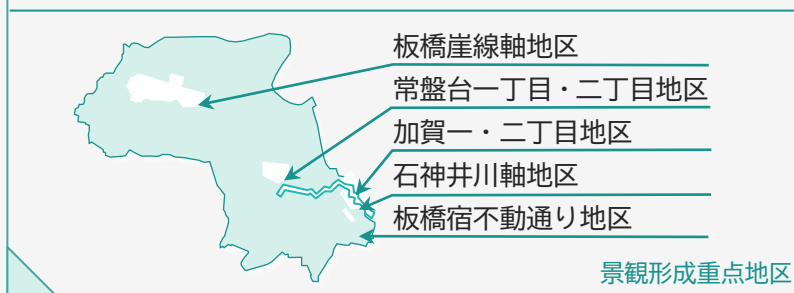 板橋崖線軸地区
常盤台一丁目・二丁目地区
加賀一・二丁目地区
石神井川軸地区
板橋宿不動通り地区
景観形成重点地区